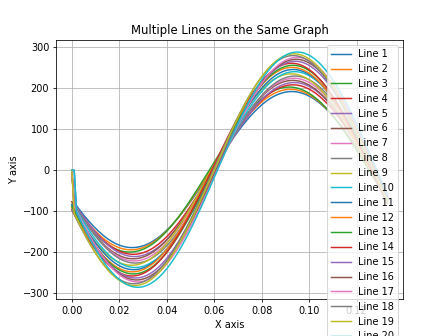 Multiple Lines on the Same Graph
300
200
100
0
−100
−200
−300
Y axis
0.00
0.02
0.04
0.06
0.08
0.10
X axis
Line 1
Line 2
Line 3
Line 4
Line 5
Line 6
Line 7
Line 8
Line 9
Line 10
Line 11
Line 12
Line 13
Line 14
Line 15
Line 16
Line 17
Line 18
Line 19
Line 20